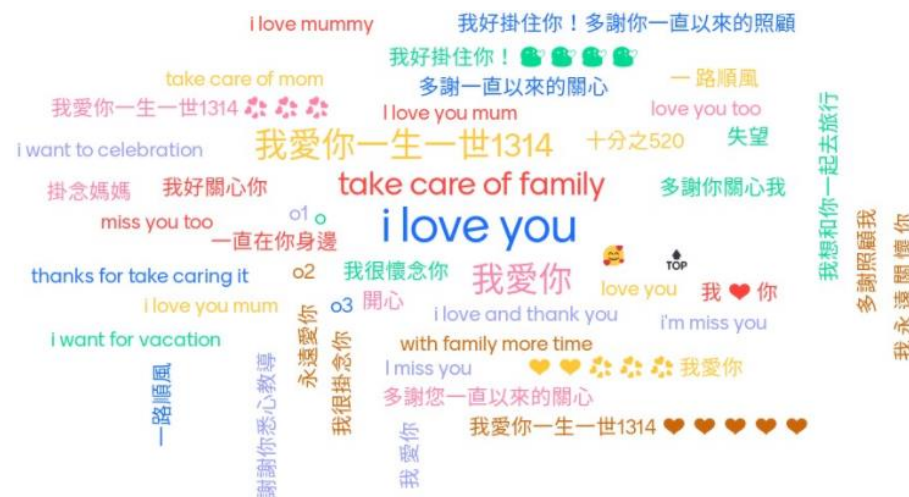 i love mummy
我好掛住你！多謝你一直以來的照顧
我好掛住你！
take care of mom
多謝一直以來的關心
一路順風
我愛你一生一世1314 💞 💞 💞
I love you mum
love you too
我愛你一生一世1314
十分之520
失望
i want to celebration
掛念媽媽
我好關心你
take care of family
多謝你關心我
我想和你一起去旅行
miss you too
o1
o
一直在你身邊
i love you
多謝照顧我
我永遠關懷你
thanks for take caring it
o2
我很懷念你
我愛你
🥰
TOP
love you
我 ❤ 你
i love you mum
o3
開心
i love and thank you
i'm miss you
i want for vacation
永遠愛你
我很掛念你
with family more time
I miss you
💛 💛 💞 💞 💞 我愛你
一路順風
謝謝你悉心教導
多謝您一直以來的關心
我 愛你
我愛你一生一世1314 ❤ ❤ ❤ ❤ ❤